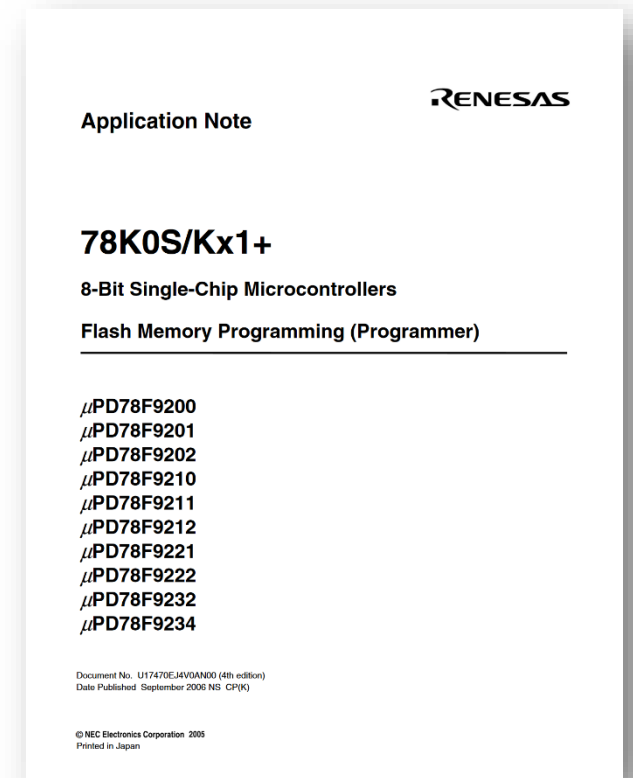 RENESAS
Application Note
78K0S/Kx1+
8-Bit Single-Chip Microcontrollers
Flash Memory Programming (Programmer)
μPD78F9200
μPD78F9201
μPD78F9202
μPD78F9210
μPD78F9211
μPD78F9212
μPD78F9221
μPD78F9222
μPD78F9232
μPD78F9234
Document No. U17470EJ4V0AN00 (4th edition)
Date Published September 2006 NS CP(K)
© NEC Electronics Corporation 2005
Printed in Japan